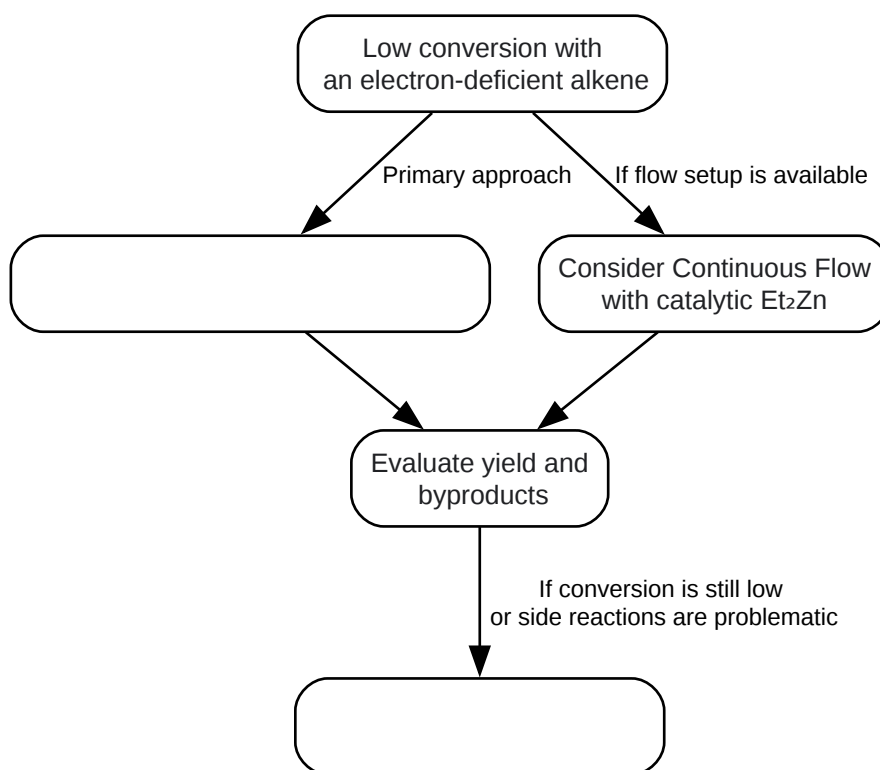 Low conversion with
an electron-deficient alkene
Primary approach
If flow setup is available
Consider Continuous Flow
with catalytic Et₂Zn
Evaluate yield and
byproducts
If conversion is still low
or side reactions are problematic